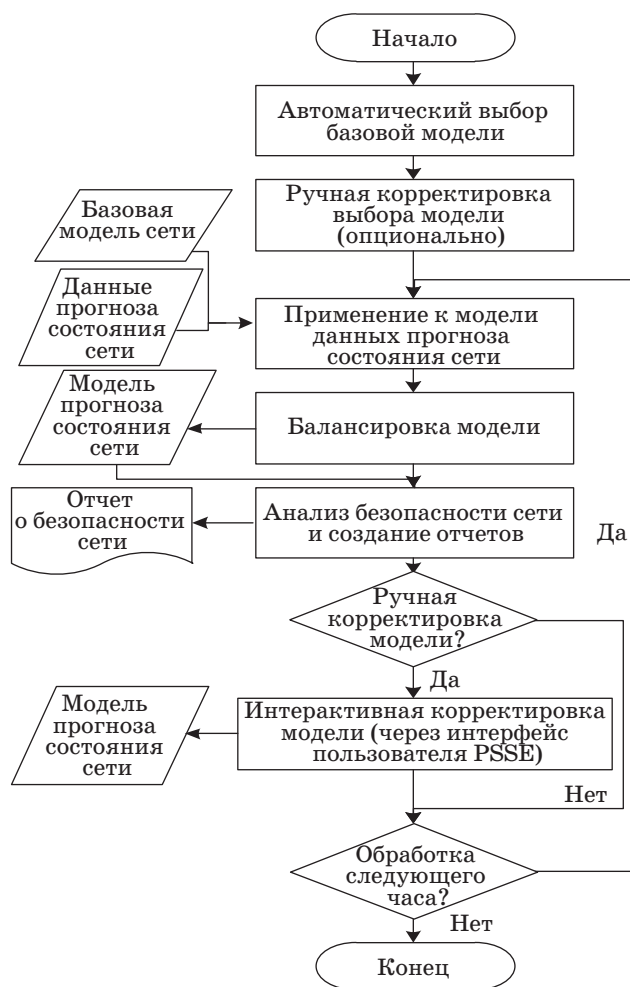 Начало
Автоматический выбор
базовой модели
Ручная корректировка
выбора модели
(опционально)
Базовая
модель сети
Данные
прогноза
состояния
сети
Применение к модели
данных прогноза
состояния сети
Модель
прогноза
состояния
сети
Балансировка модели
Отчет
о безопасности
сети
Анализ безопасности сети
и создание отчетов
Да
Ручная
корректировка
модели?
Да
Модель
прогноза
состояния
сети
Интерактивная корректировка
модели (через интерфейс
пользователя PSSE)
Нет
Обработка
следующего
часа?
Нет
Конец